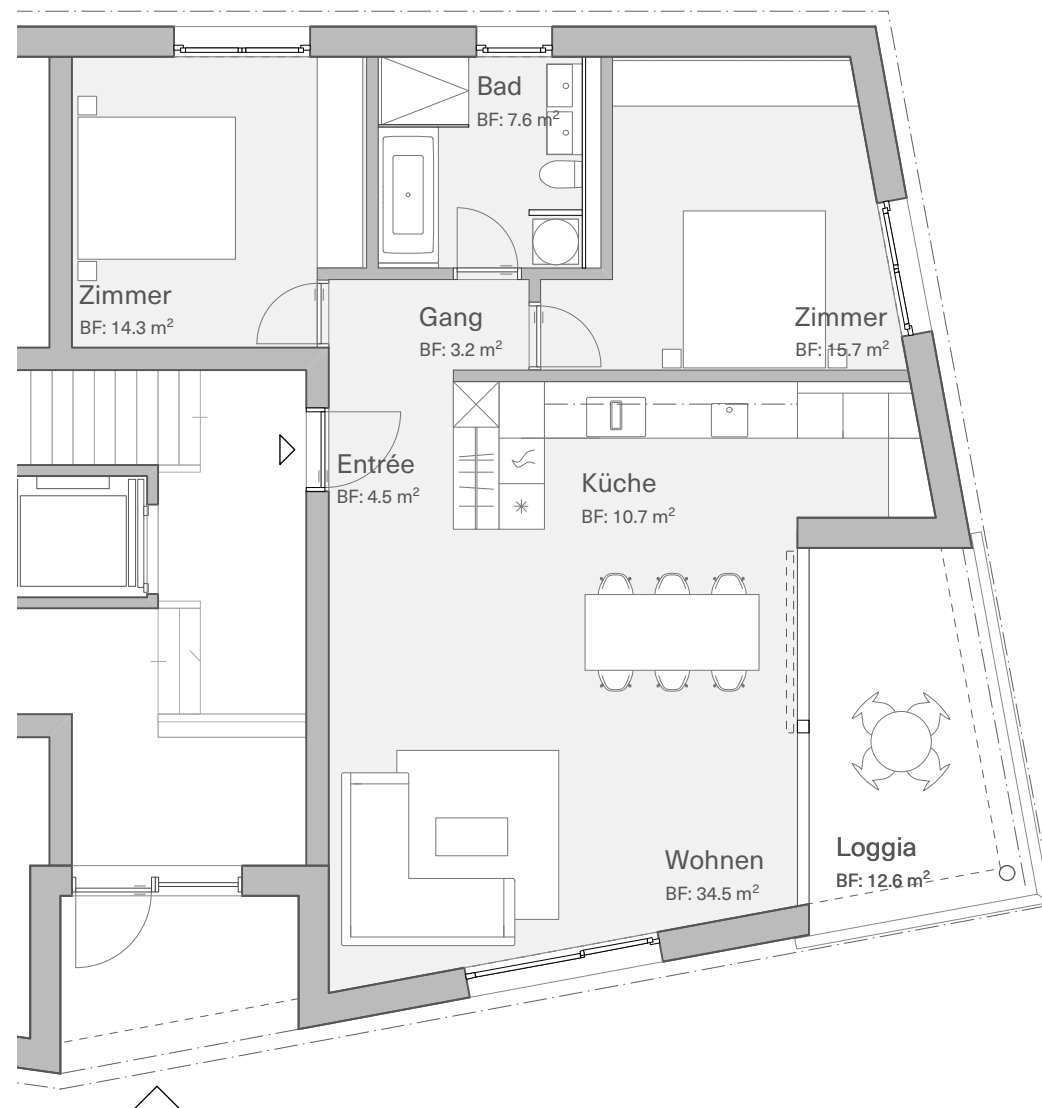 Bad
BF: 7.6 m²
Zimmer
BF: 14.3 m²
Gang
BF: 3.2 m²
Zimmer
BF: 15.7 m²
Entrée
BF: 4.5 m²
Küche
BF: 10.7 m²
Wohnen
BF: 34.5 m²
Loggia
BF: 12.6 m²